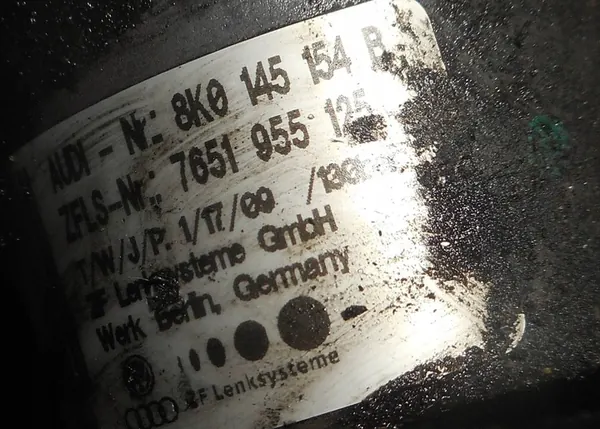 AUDI - Nr.: 8K0 145 154 B
ZFLS-Nr.: 7651 955 125
T/W/J/P. 1/17/09
ZF Lenksysteme GmbH
Werk Berlin, Germany
ZF Lenksysteme